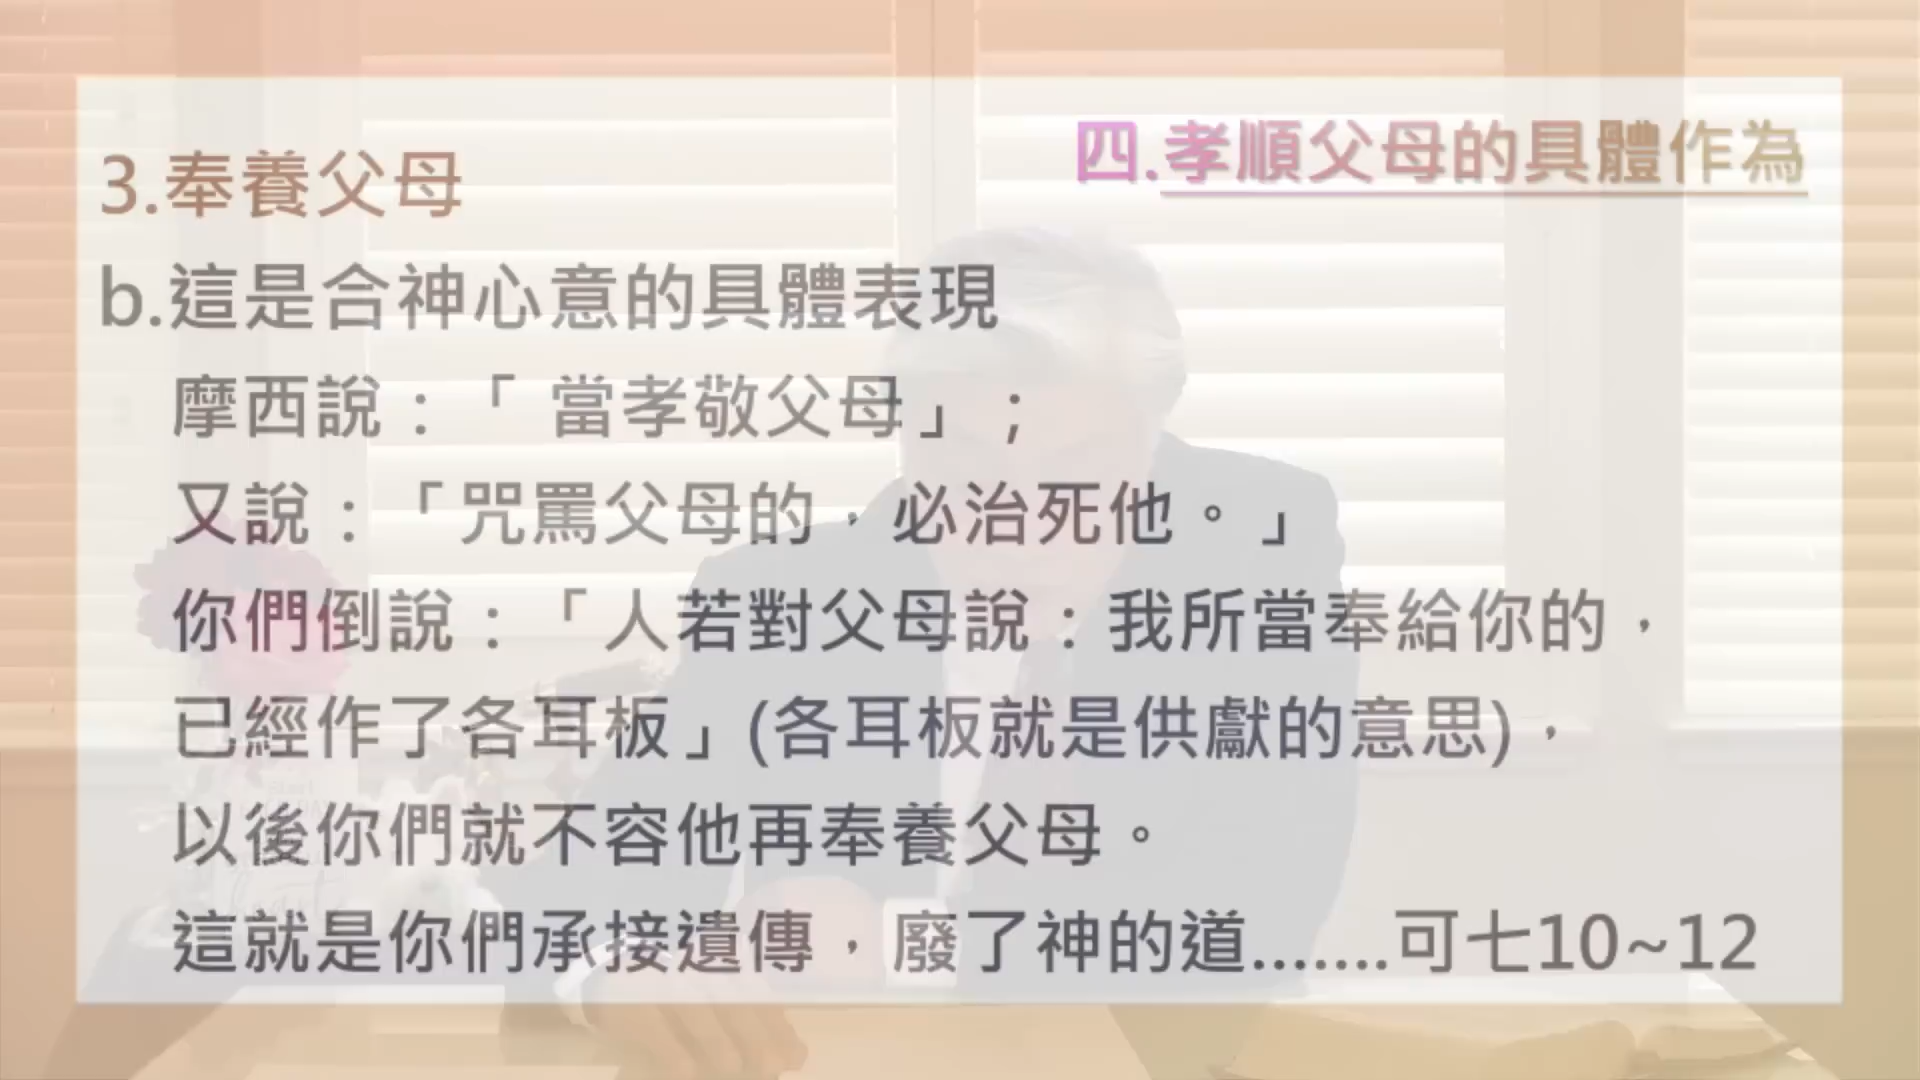 四.孝順父母的具體作為
3.奉養父母
b.這是合神心意的具體表現
摩西說：「 當孝敬父母」；
又說：「咒罵父母的，必治死他。」
你們倒說：「人若對父母說：我所當奉給你的，
已經作了各耳板」(各耳板就是供獻的意思)，
以後你們就不容他再奉養父母。
這就是你們承接遺傳，廢了神的道.......可七10~12